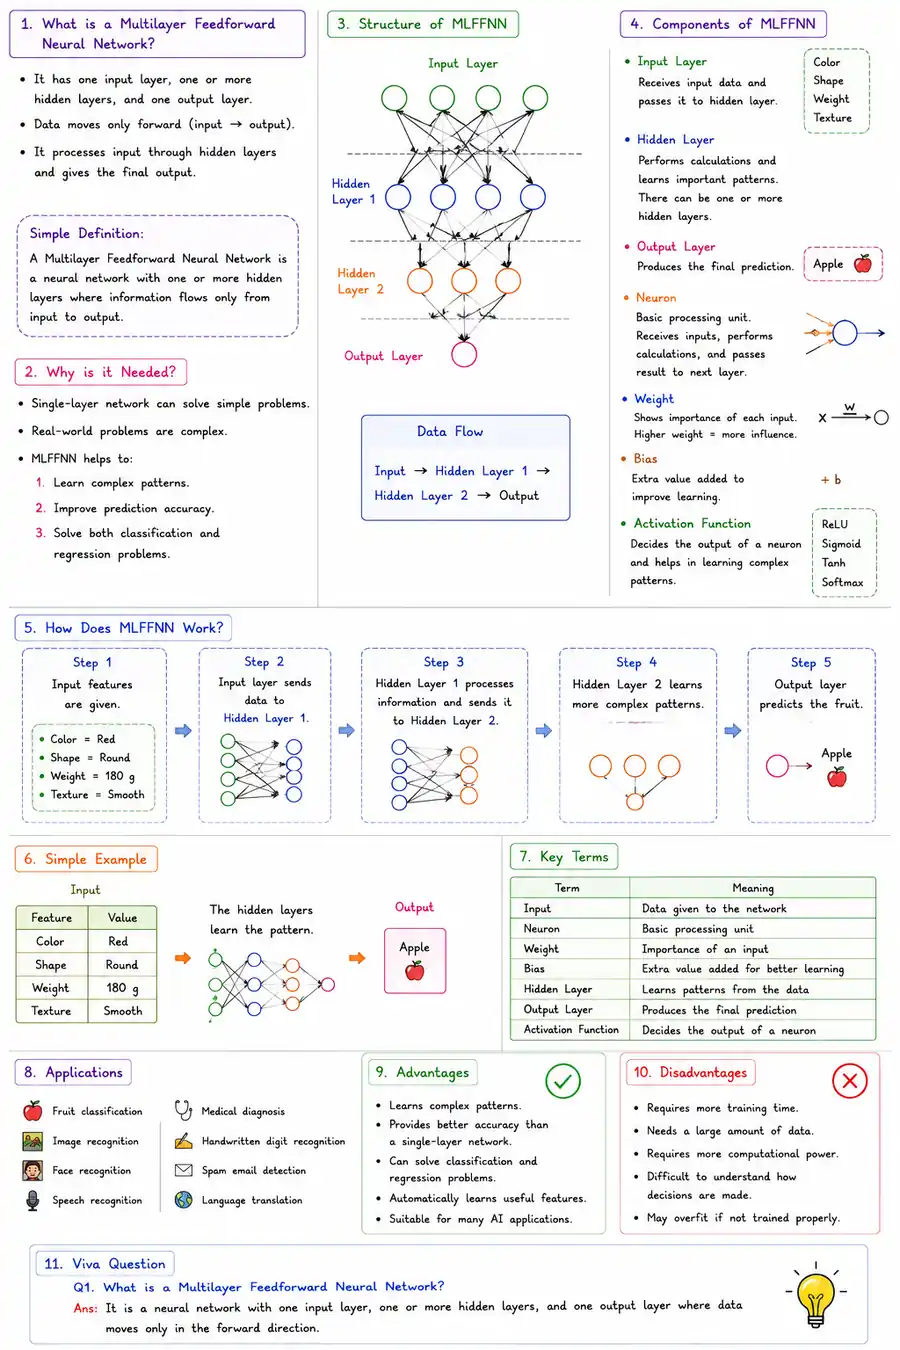 1. What is a Multilayer Feedforward
Neural Network?
• It has one input layer, one or more
hidden layers, and one output layer.
• Data moves only forward (input → output).
• It processes input through hidden layers
and gives the final output.
Simple Definition:
A Multilayer Feedforward Neural Network is
a neural network with one or more hidden
layers where information flows only from
input to output.
2. Why is it Needed?
• Single-layer network can solve simple problems.
• Real-world problems are complex.
• MLFFNN helps to:
1. Learn complex patterns.
2. Improve prediction accuracy.
3. Solve both classification and
regression problems.
3. Structure of MLFFNN
Input Layer
Hidden
Layer 1
Hidden
Layer 2
Output Layer
Data Flow
Input → Hidden Layer 1 →
Hidden Layer 2 → Output
4. Components of MLFFNN
• Input Layer
Receives input data and
passes it to hidden layer.
Color
Shape
Weight
Texture
• Hidden Layer
Performs calculations and
learns important patterns.
There can be one or more
hidden layers.
• Output Layer
Produces the final prediction.
Apple
• Neuron
Basic processing unit.
Receives inputs, performs
calculations, and passes
result to next layer.
• Weight
Shows importance of each input.
Higher weight = more influence.
X W
• Bias
Extra value added to
improve learning.
+ b
• Activation Function
Decides the output of a neuron
and helps in learning complex
patterns.
ReLU
Sigmoid
Tanh
Softmax
5. How Does MLFFNN Work?
Step 1
Input features
are given.
• Color = Red
• Shape = Round
• Weight = 180 g
• Texture = Smooth
Step 2
Input layer sends
data to
Hidden Layer 1.
Step 3
Hidden Layer 1 processes
information and sends it
to Hidden Layer 2.
Step 4
Hidden Layer 2 learns
more complex patterns.
Step 5
Output layer
predicts the fruit.
Apple
6. Simple Example
Input
Feature Value
Color Red
Shape Round
Weight 180 g
Texture Smooth
The hidden layers
learn the pattern.
Output
Apple
7. Key Terms
Term Meaning
Input Data given to the network
Neuron Basic processing unit
Weight Importance of an input
Bias Extra value added for better learning
Hidden Layer Learns patterns from the data
Output Layer Produces the final prediction
Activation Function Decides the output of a neuron
8. Applications
Fruit classification
Image recognition
Face recognition
Speech recognition
Medical diagnosis
Handwritten digit recognition
Spam email detection
Language translation
9. Advantages
• Learns complex patterns.
• Provides better accuracy than
a single-layer network.
• Can solve classification and
regression problems.
• Automatically learns useful features.
• Suitable for many AI applications.
10. Disadvantages
• Requires more training time.
• Needs a large amount of data.
• Requires more computational power.
• Difficult to understand how
decisions are made.
• May overfit if not trained properly.
11. Viva Question
Q1. What is a Multilayer Feedforward Neural Network?
Ans: It is a neural network with one input layer, one or more hidden layers, and one output layer where data
moves only in the forward direction.